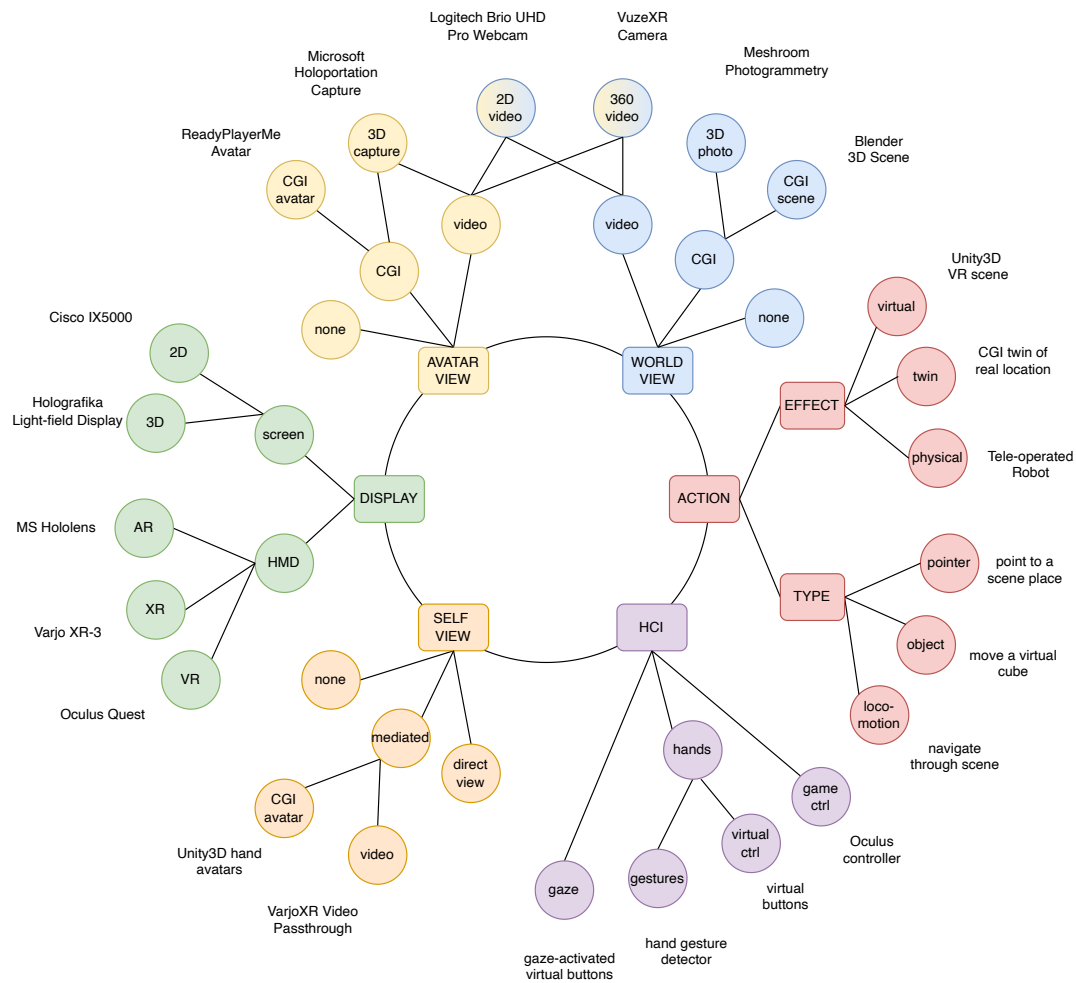 Logitech Brio UHD
Pro Webcam
VuzeXR
Camera
Microsoft
Holoportation
Capture
Meshroom
Photogrammetry
ReadyPlayerMe
Avatar
Blender
3D Scene
2D
video
360
video
3D
capture
3D
photo
CGI
avatar
CGI
scene
video
video
CGI
CGI
none
none
AVATAR
VIEW
WORLD
VIEW
Unity3D
VR scene
virtual
CGI twin of
real location
twin
EFFECT
physical
Tele-operated
Robot
Cisco IX5000
2D
Holografika
Light-field Display
3D
screen
DISPLAY
ACTION
MS Hololens
AR
HMD
XR
Varjo XR-3
VR
Oculus Quest
pointer
point to a
scene place
TYPE
object
move a virtual
cube
loco-
motion
navigate
through scene
SELF
VIEW
HCI
none
mediated
direct
view
CGI
avatar
Unity3D hand
avatars
video
VarjoXR Video
Passthrough
hands
game
ctrl
Oculus
controller
virtual
ctrl
virtual
buttons
gestures
hand gesture
detector
gaze
gaze-activated
virtual buttons